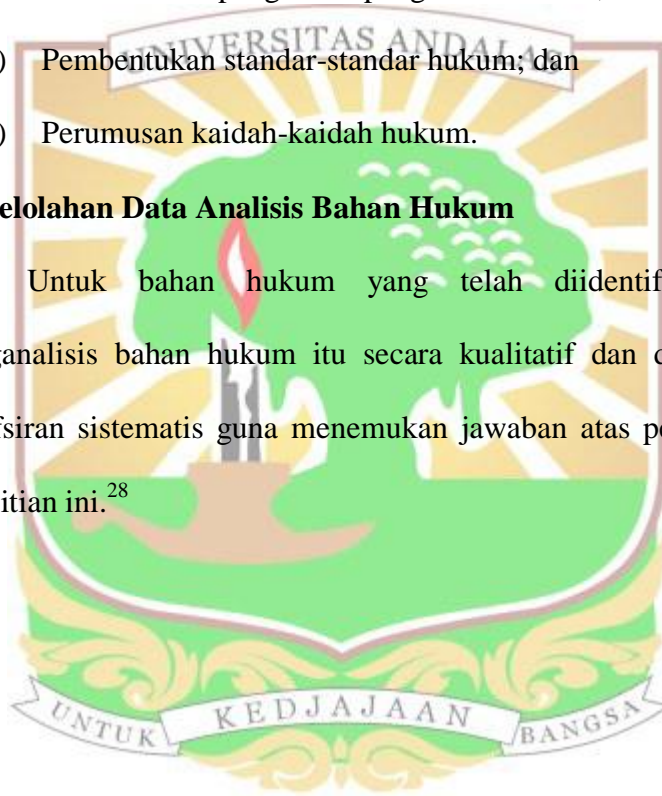 UNIVERSITAS ANDALAS
) Pembentukan standar-standar hukum; dan
) Perumusan kaidah-kaidah hukum.
elolahan Data Analisis Bahan Hukum
Untuk bahan hukum yang telah diidentif
ganalisis bahan hukum itu secara kualitatif dan d
fsiran sistematis guna menemukan jawaban atas pe
itian ini.28
UNTUK KEDJAJAAN BANGSA